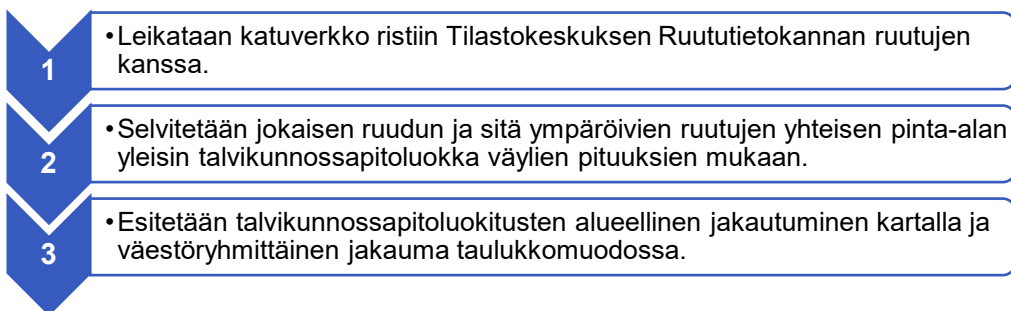 1
•Leikataan katuverkko ristiin Tilastokeskuksen Ruututietokannan ruutujen
kanssa.
2
•Selvitetään jokaisen ruudun ja sitä ympäröivien ruutujen yhteisen pinta-alan
yleisin talvikunnossapitoluokka väylien pituuksien mukaan.
3
•Esitetään talvikunnossapitoluokitusten alueellinen jakautuminen kartalla ja
väestöryhmittäinen jakauma taulukkomuodossa.